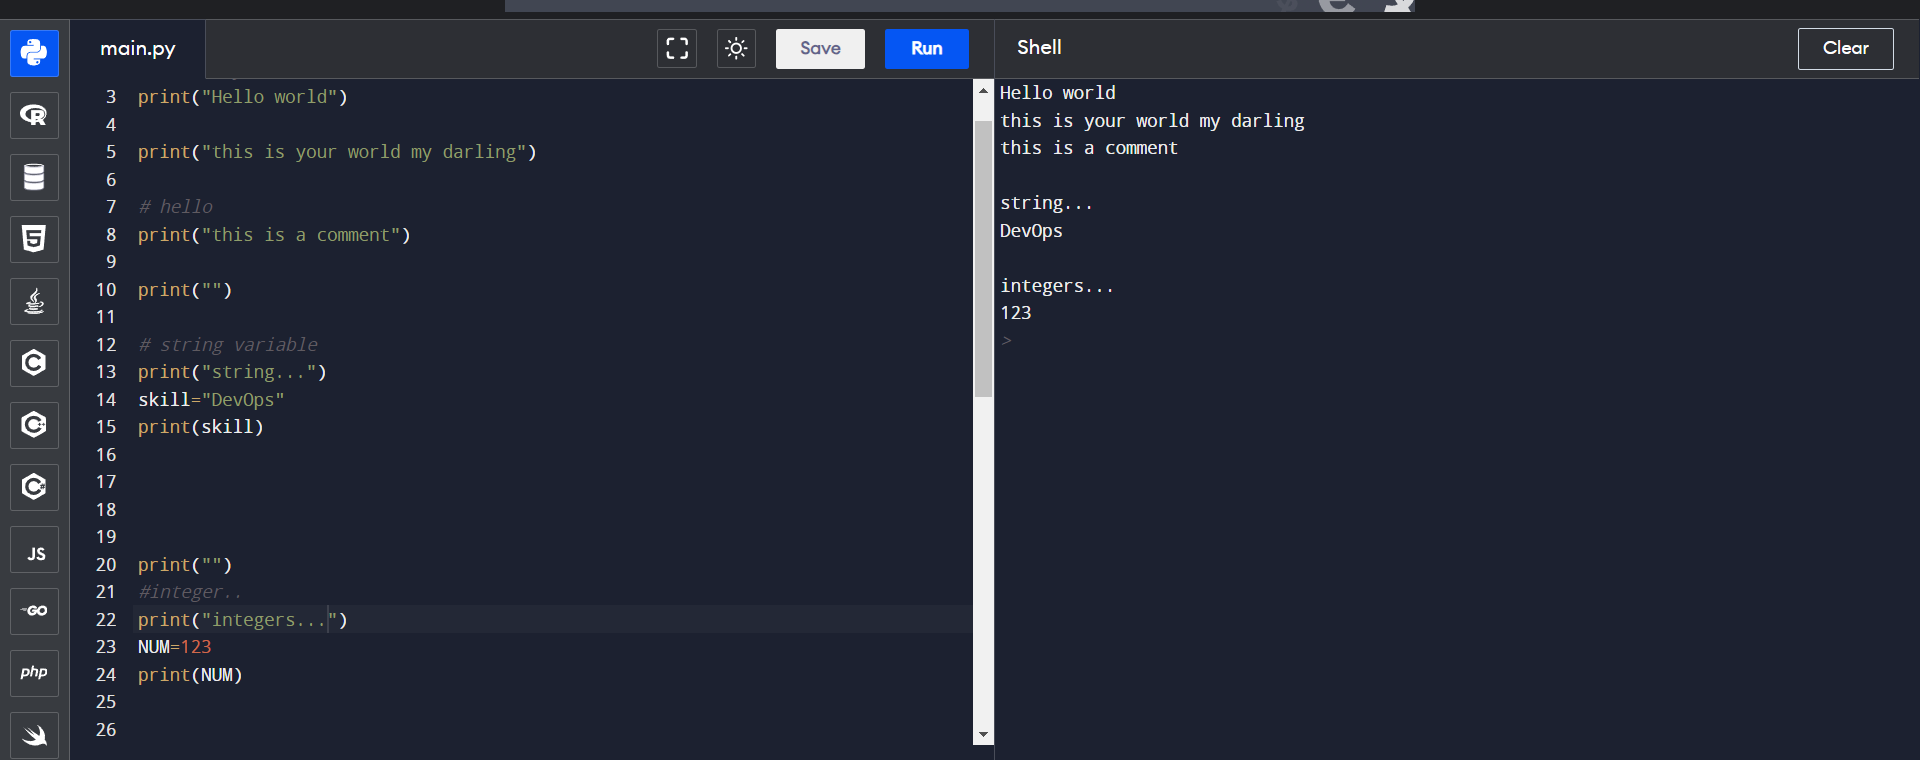 main.py
Save
Run
Shell
Clear
3 print("Hello world")
4
5 print("this is your world my darling")
6
7 # hello
8 print("this is a comment")
9
10 print("")
11
12 # string variable
13 print("string...")
14 skill="DevOps"
15 print(skill)
16
17
18
19
20 print("")
21 #integer..
22 print("integers...")
23 NUM=123
24 print(NUM)
25
26
Hello world
this is your world my darling
this is a comment
string...
DevOps
integers...
123
>
R
5
C
C++
C#
JS
GO
php